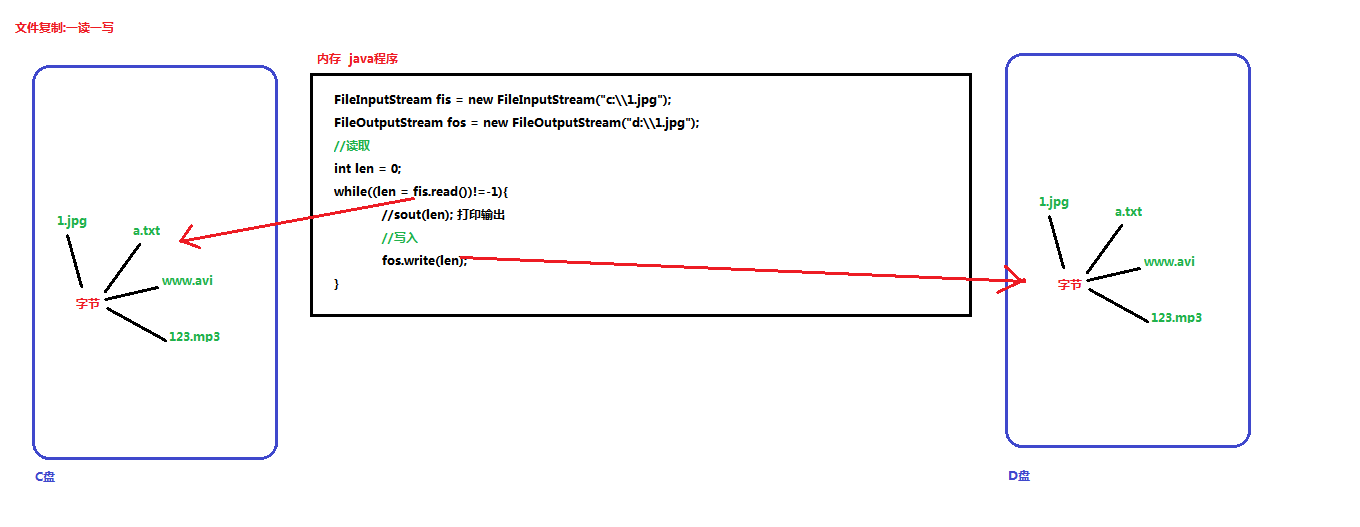 文件复制:一读一写
内存 java程序
FileInputStream fis = new FileInputStream("c:\\1.jpg");
FileOutputStream fos = new FileOutputStream("d:\\1.jpg");
//读取
int len = 0;
while((len = fis.read())!=-1){
//sout(len); 打印输出
//写入
fos.write(len);
}
1.jpg
a.txt
www.avi
字节
123.mp3
C盘
1.jpg
a.txt
www.avi
字节
123.mp3
D盘